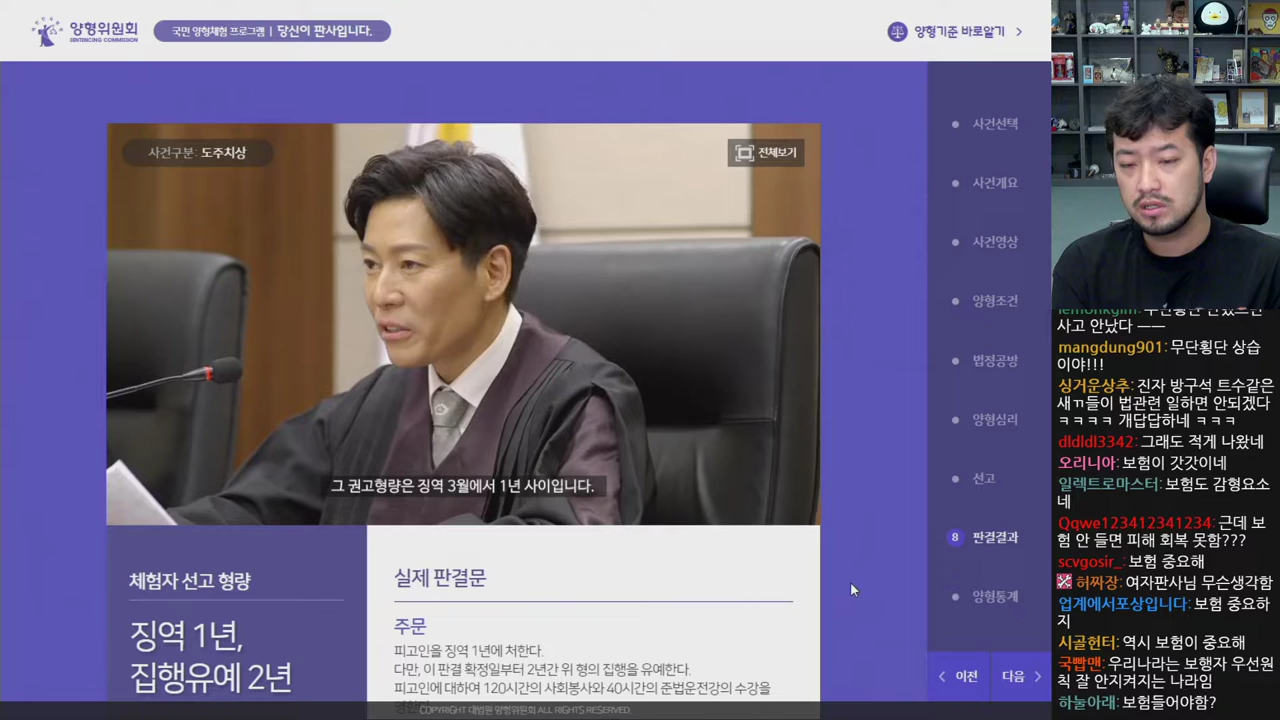 양형위원회
SENTENCING COMMISSION
국민 양형체험 프로그램 | 당신이 판사입니다.
양형기준 바로알기
사건구분: 도주치상
전체보기
그 권고형량은 징역 3월에서 1년 사이입니다.
체험자 선고 형량
징역 1년,
집행유예 2년
실제 판결문
주문
피고인을 징역 1년에 처한다.
다만, 이 판결 확정일부터 2년간 위 형의 집행을 유예한다.
피고인에 대하여 120시간의 사회봉사와 40시간의 준법운전강의 수강을
COPYRIGHT 대법원 양형위원회 ALL RIGHTS RESERVED.
사건선택
사건개요
사건영상
양형조건
법정공방
양형심리
선고
8 판결결과
양형통계
이전
다음
사고 안났다 ㅡㅡ
mangdung901: 무단횡단 상습
이야!!!
싱거운상추: 진자 방구석 트수같은
새ㄲ들이 법관련 일하면 안되겠다
ㅋㅋㅋㅋ 개답답하네 ㅋㅋㅋ
dldldl3342: 그래도 적게 나왔네
오리니아: 보험이 갓갓이네
일렉트로마스터: 보험도 감형요소
네
Qqwe123412341234: 근데 보
험 안 들면 피해 회복 못함???
scvgosir_: 보험 중요해
허짜장: 여자판사님 무슨생각함
업계에서포상입니다: 보험 중요하
지
시골헌터: 역시 보험이 중요해
국빱맨: 우리나라는 보행자 우선원
칙 잘 안지켜지는 나라임
하눌아래: 보험들어야함?